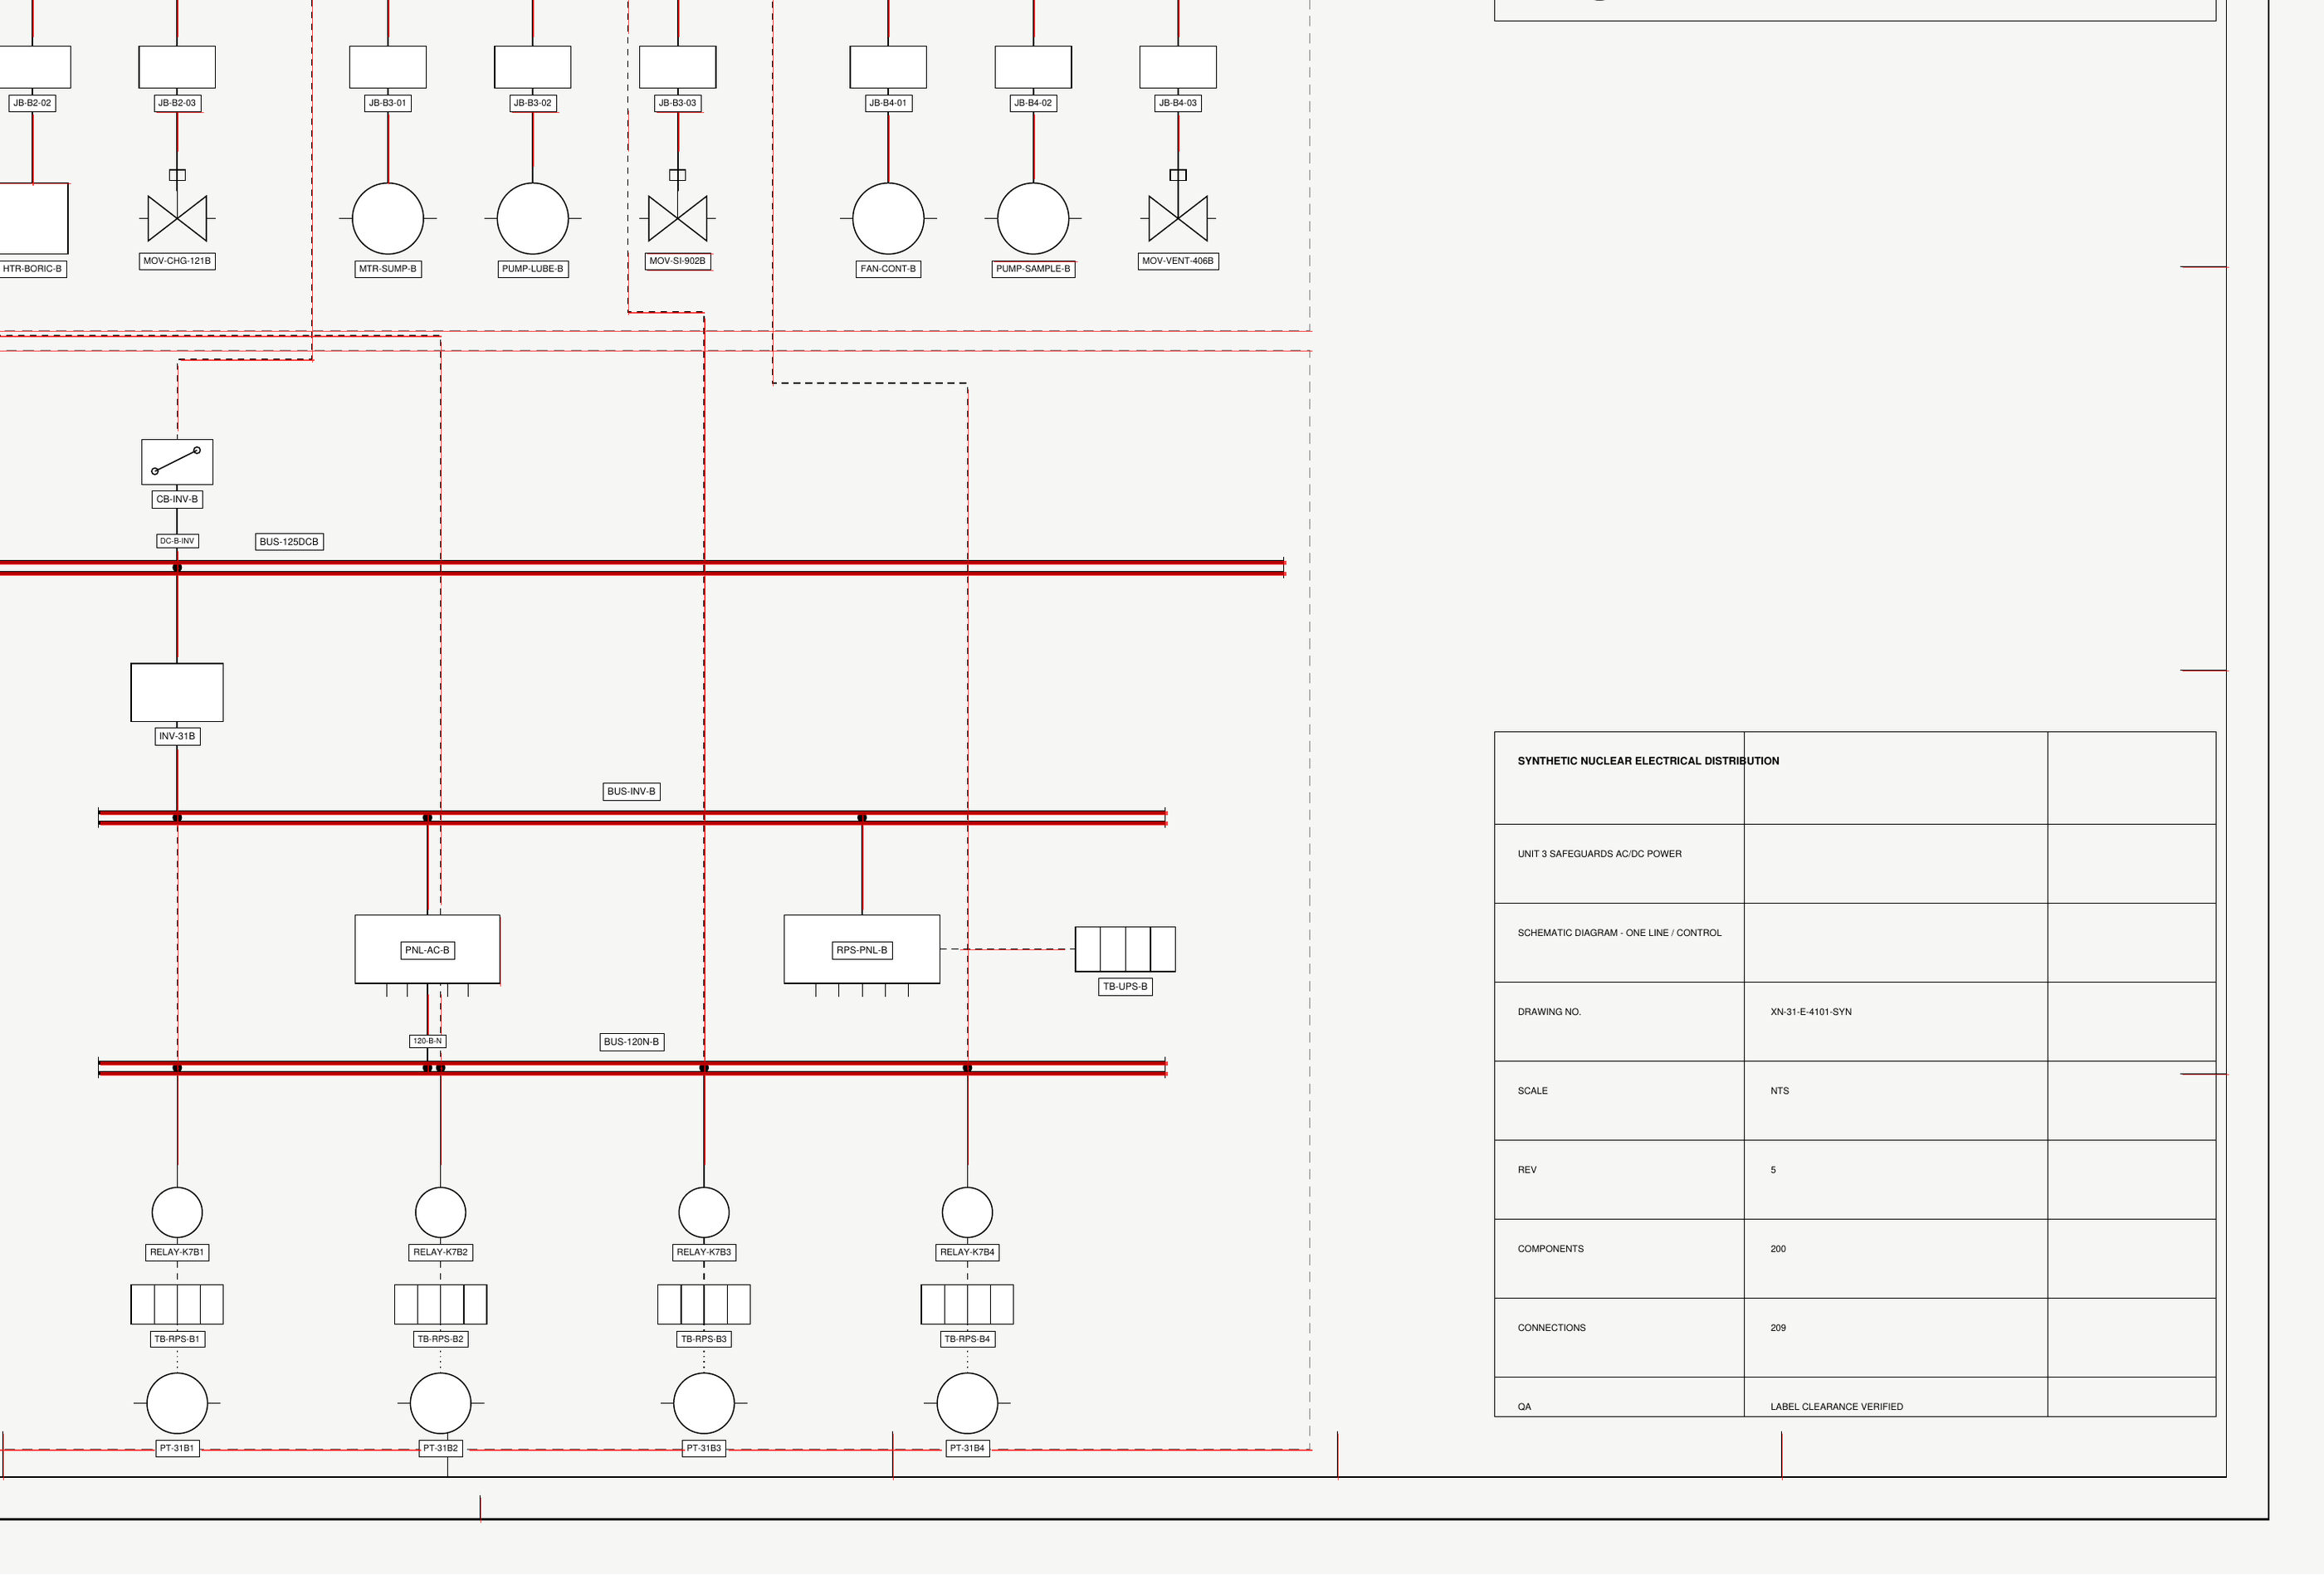 JB-B2-02
JB-B2-03
JB-B3-01
JB-B3-02
JB-B3-03
JB-B4-01
JB-B4-02
JB-B4-03
HTR-BORIC-B
MOV-CHG-121B
MTR-SUMP-B
PUMP-LUBE-B
MOV-SI-902B
FAN-CONT-B
PUMP-SAMPLE-B
MOV-VENT-406B
CB-INV-B
DC-B-INV
BUS-125DCB
INV-31B
BUS-INV-B
PNL-AC-B
RPS-PNL-B
TB-UPS-B
120-B-N
BUS-120N-B
RELAY-K7B1
RELAY-K7B2
RELAY-K7B3
RELAY-K7B4
TB-RPS-B1
TB-RPS-B2
TB-RPS-B3
TB-RPS-B4
PT-31B1
PT-31B2
PT-31B3
PT-31B4
SYNTHETIC NUCLEAR ELECTRICAL DISTRIBUTION
UNIT 3 SAFEGUARDS AC/DC POWER
SCHEMATIC DIAGRAM - ONE LINE / CONTROL
DRAWING NO. XN-31-E-4101-SYN
SCALE NTS
REV 5
COMPONENTS 200
CONNECTIONS 209
QA LABEL CLEARANCE VERIFIED